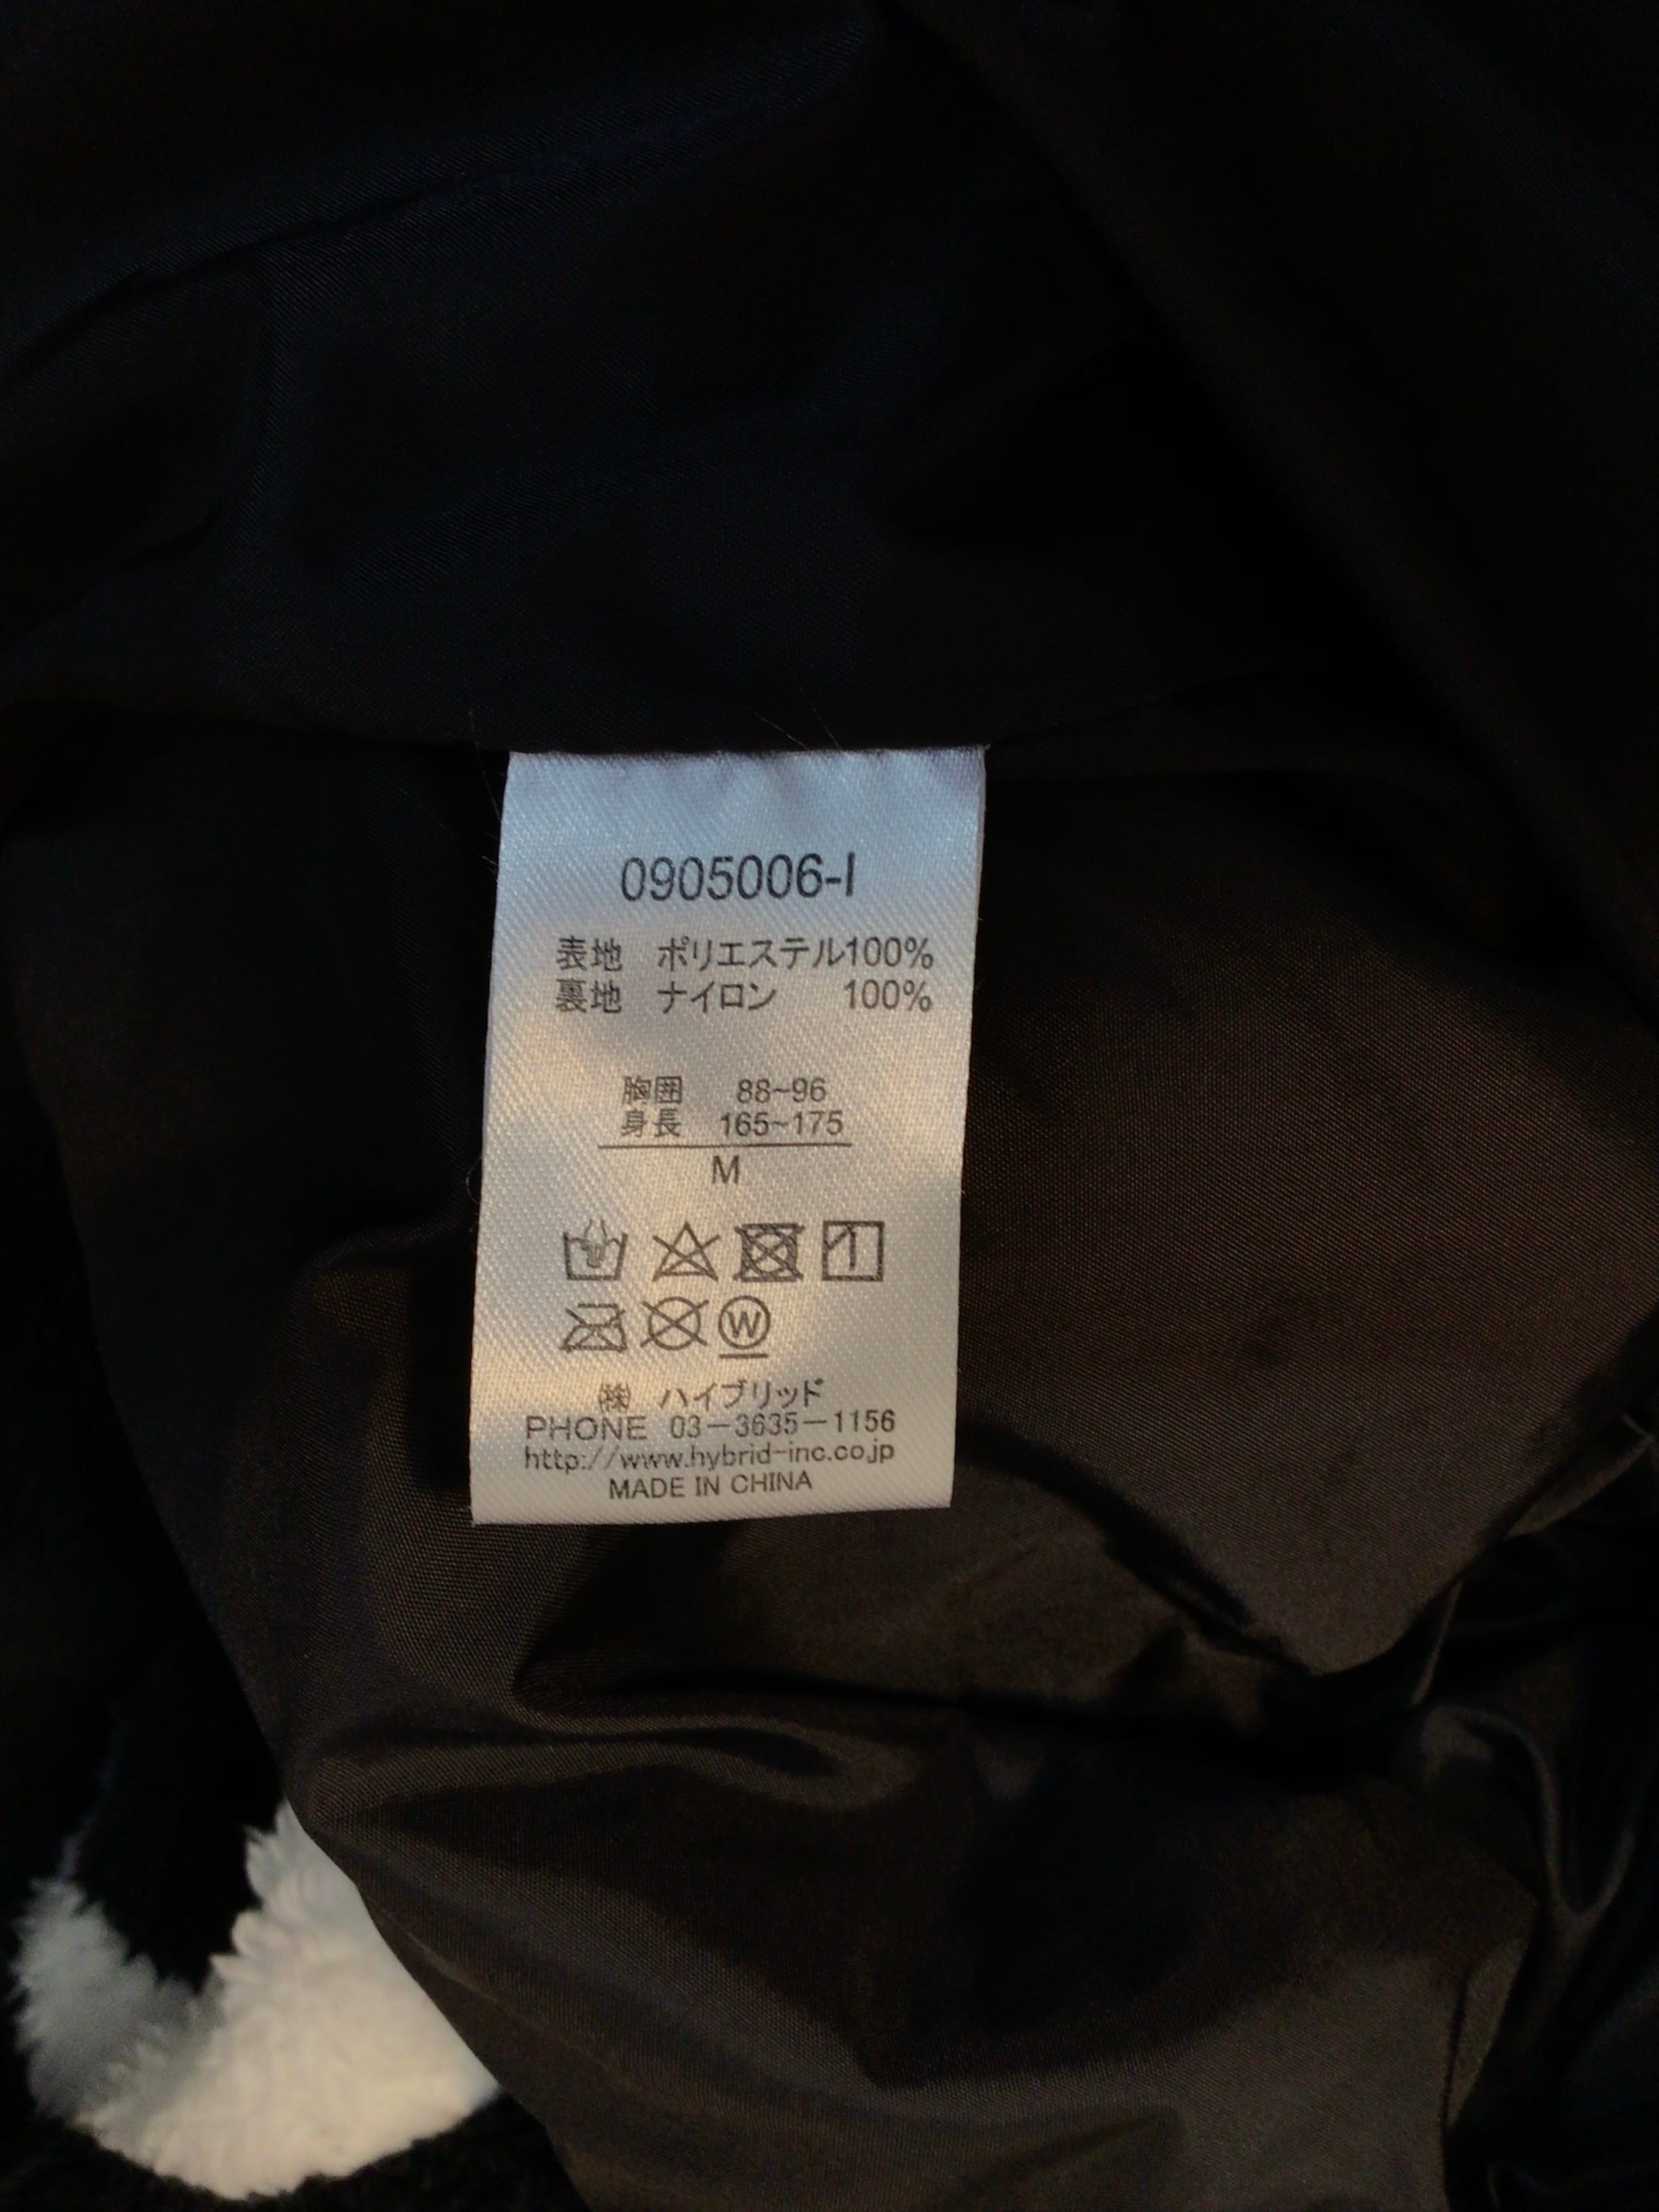 0905006-I
表地 ポリエステル100%
裏地 ナイロン 100%
胸囲 88~96
身長 165~175
M
W
㈱ ハイブリッド
PHONE 03-3635-1156
http://www.hybrid-inc.co.jp
MADE IN CHINA